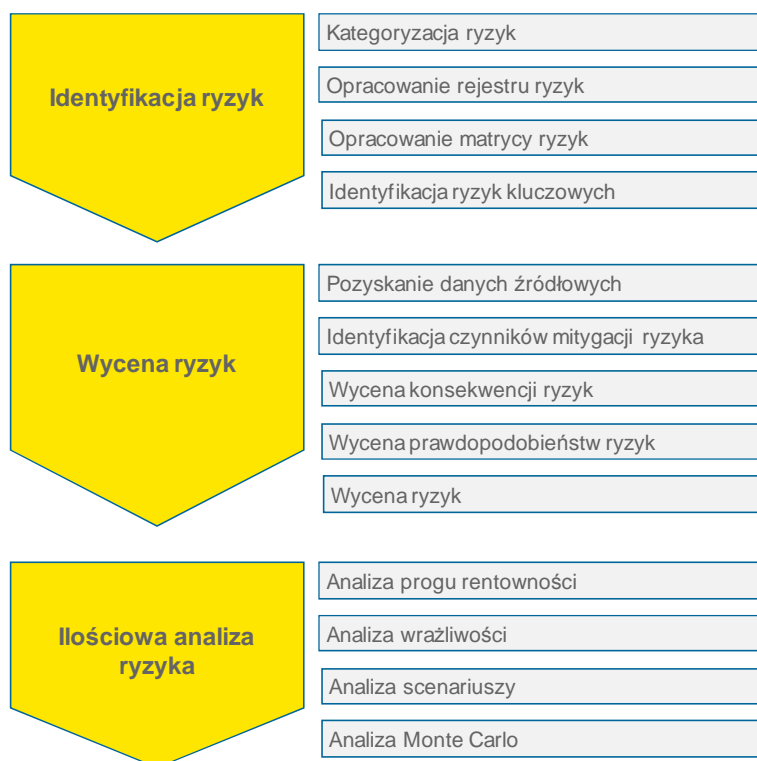 Identyfikacja ryzyk
Kategoryzacja ryzyk
Opracowanie rejestru ryzyk
Opracowanie matrycy ryzyk
Identyfikacja ryzyk kluczowych
Wycena ryzyk
Pozyskanie danych źródłowych
Identyfikacja czynników mitygacji ryzyka
Wycena konsekwencji ryzyk
Wycena prawdopodobieństw ryzyk
Wycena ryzyk
Ilościowa analiza
ryzyka
Analiza progu rentowności
Analiza wrażliwości
Analiza scenariuszy
Analiza Monte Carlo